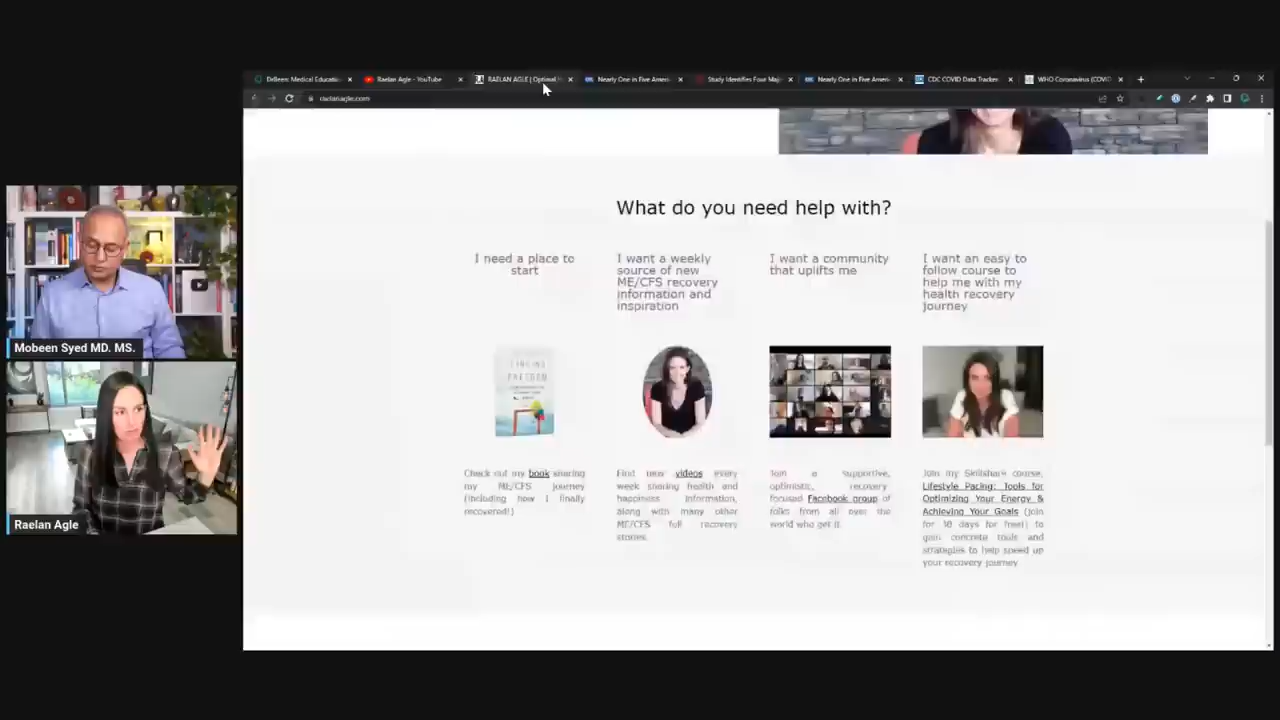 DrBeen: Medical Educatio
Raelan Agle - YouTube
RAELAN AGLE | Optimal H
Nearly One in Five Ameri
Study Identifies Four Maj
Nearly One in Five Ameri
CDC COVID Data Tracker
WHO Coronavirus (COVID
raelanagle.com
What do you need help with?
I need a place to
start
I want a weekly
source of new
ME/CFS recovery
information and
inspiration
I want a community
that uplifts me
I want an easy to
follow course to
help me with my
health recovery
journey
FINDING
FREEDOM
Check out my book sharing
my ME/CFS journey
(including how I finally
recovered!)
Find new videos every
week sharing health and
happiness information,
along with many other
ME/CFS full recovery
stories.
Join a supportive,
optimistic, recovery
focused Facebook group of
folks from all over the
world who get it.
Join my Skillshare course,
Lifestyle Pacing: Tools for
Optimizing Your Energy &
Achieving Your Goals (join
for 30 days for free) to
gain concrete tools and
strategies to help speed up
your recovery journey
Mobeen Syed MD. MS.
Raelan Agle